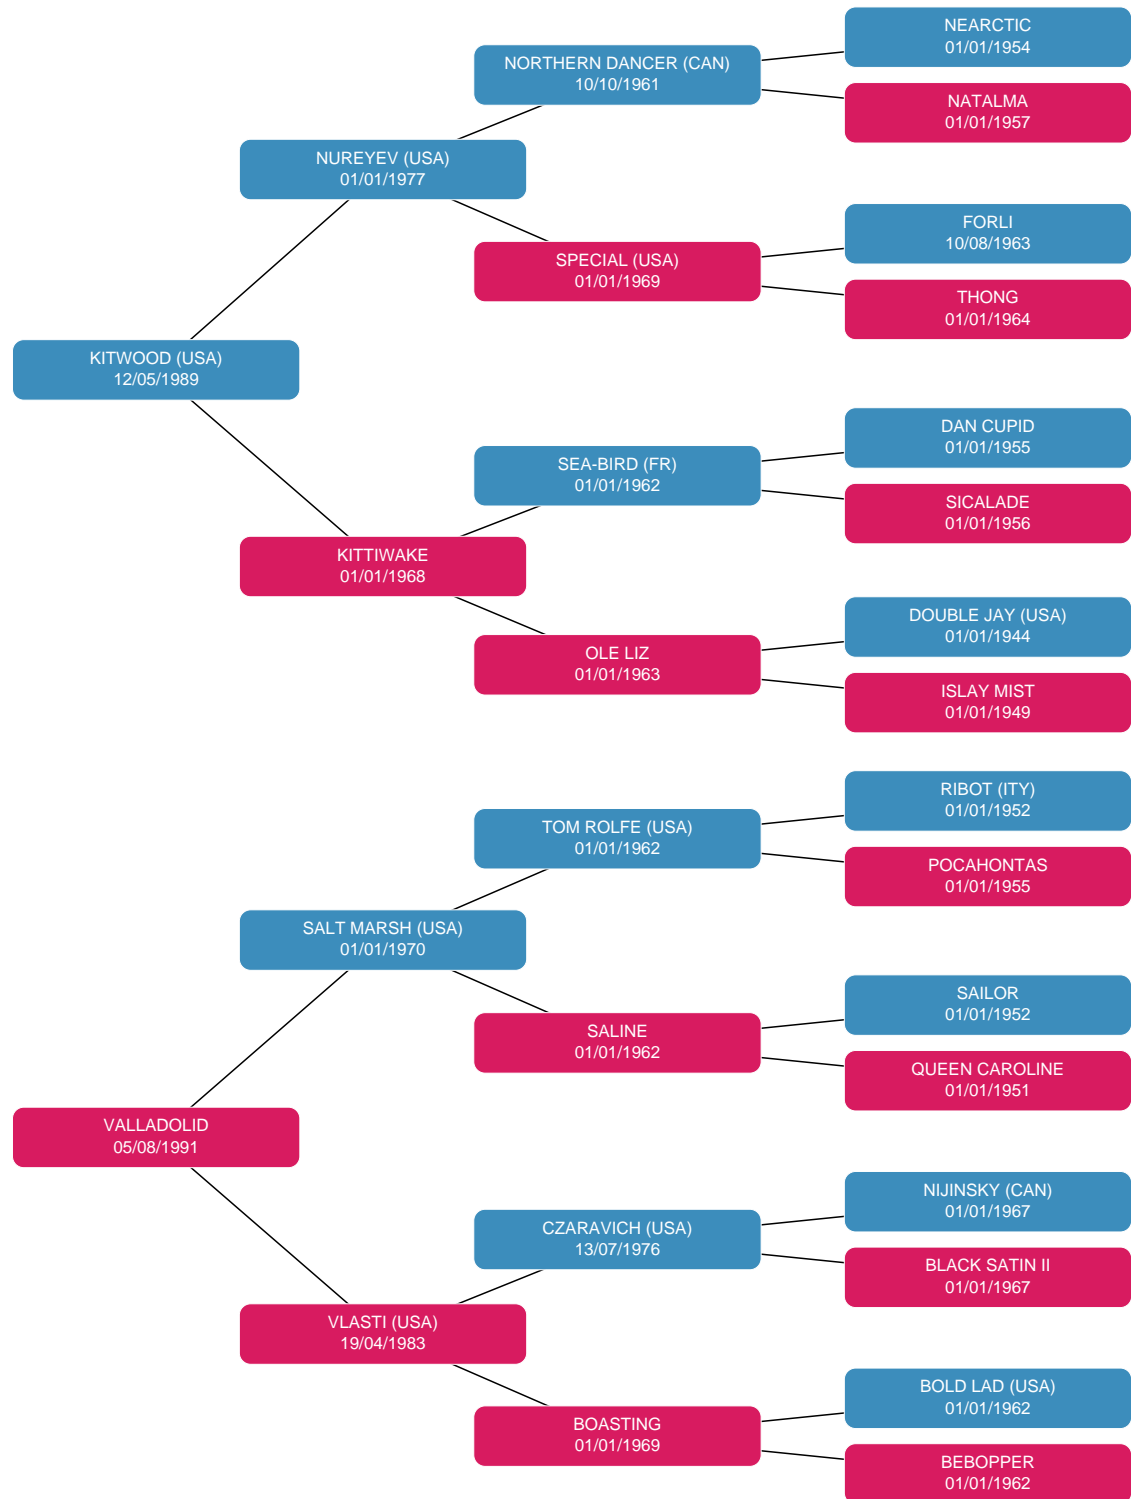 NEARCTIC
01/01/1954
NORTHERN DANCER (CAN)
10/10/1961
NATALMA
01/01/1957
NUREYEV (USA)
01/01/1977
FORLI
10/08/1963
SPECIAL (USA)
01/01/1969
THONG
01/01/1964
KITWOOD (USA)
12/05/1989
DAN CUPID
01/01/1955
SEA-BIRD (FR)
01/01/1962
SICALADE
01/01/1956
KITTIWAKE
01/01/1968
DOUBLE JAY (USA)
01/01/1944
OLE LIZ
01/01/1963
ISLAY MIST
01/01/1949
RIBOT (ITY)
01/01/1952
TOM ROLFE (USA)
01/01/1962
POCAHONTAS
01/01/1955
SALT MARSH (USA)
01/01/1970
SAILOR
01/01/1952
SALINE
01/01/1962
QUEEN CAROLINE
01/01/1951
VALLADOLID
05/08/1991
NIJINSKY (CAN)
01/01/1967
CZARAVICH (USA)
13/07/1976
BLACK SATIN II
01/01/1967
VLASTI (USA)
19/04/1983
BOLD LAD (USA)
01/01/1962
BOASTING
01/01/1969
BEBOPPER
01/01/1962